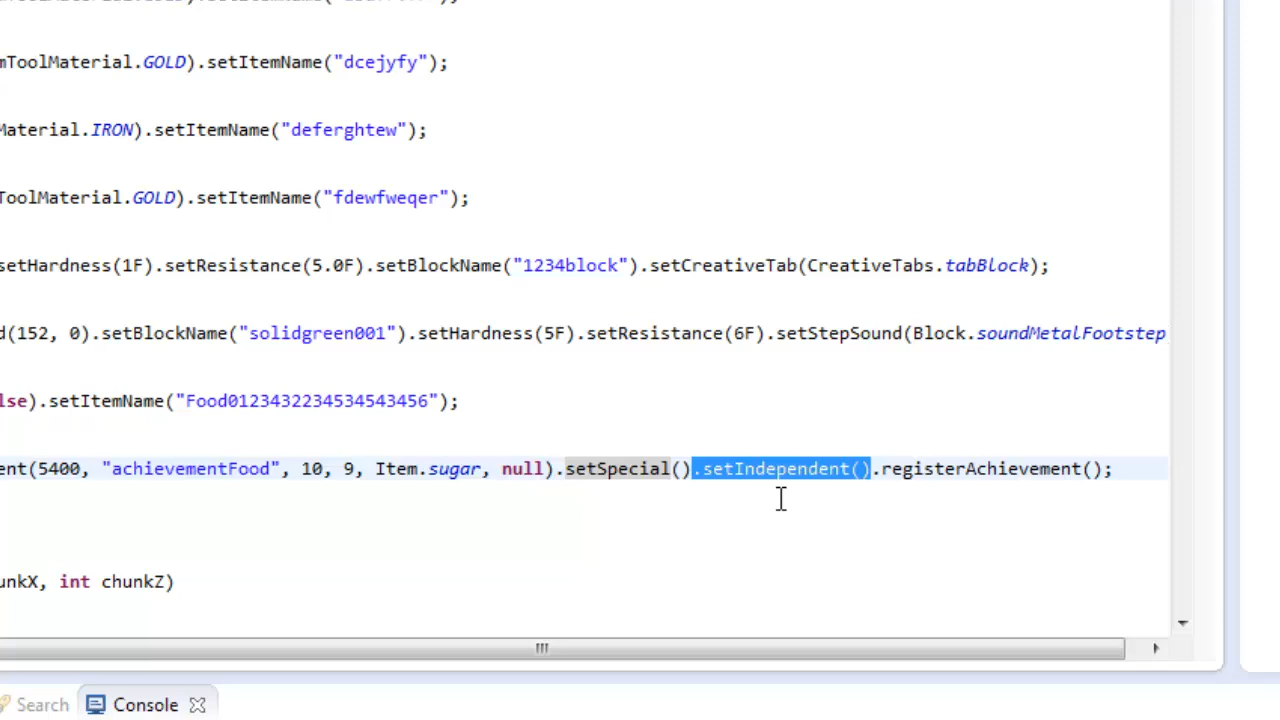 mToolMaterial.GOLD).setItemName("dcejyfy");
Material.IRON).setItemName("deferghtew");
ToolMaterial.GOLD).setItemName("fdewfweqer");
setHardness(1F).setResistance(5.0F).setBlockName("1234block").setCreativeTab(CreativeTabs.tabBlock);
d(152, 0).setBlockName("solidgreen001").setHardness(5F).setResistance(6F).setStepSound(Block.soundMetalFootstep
lse).setItemName("Food0123432234534543456");
ent(5400, "achievementFood", 10, 9, Item.sugar, null).setSpecial().setIndependent().registerAchievement();
unkX, int chunkZ)
Search Console